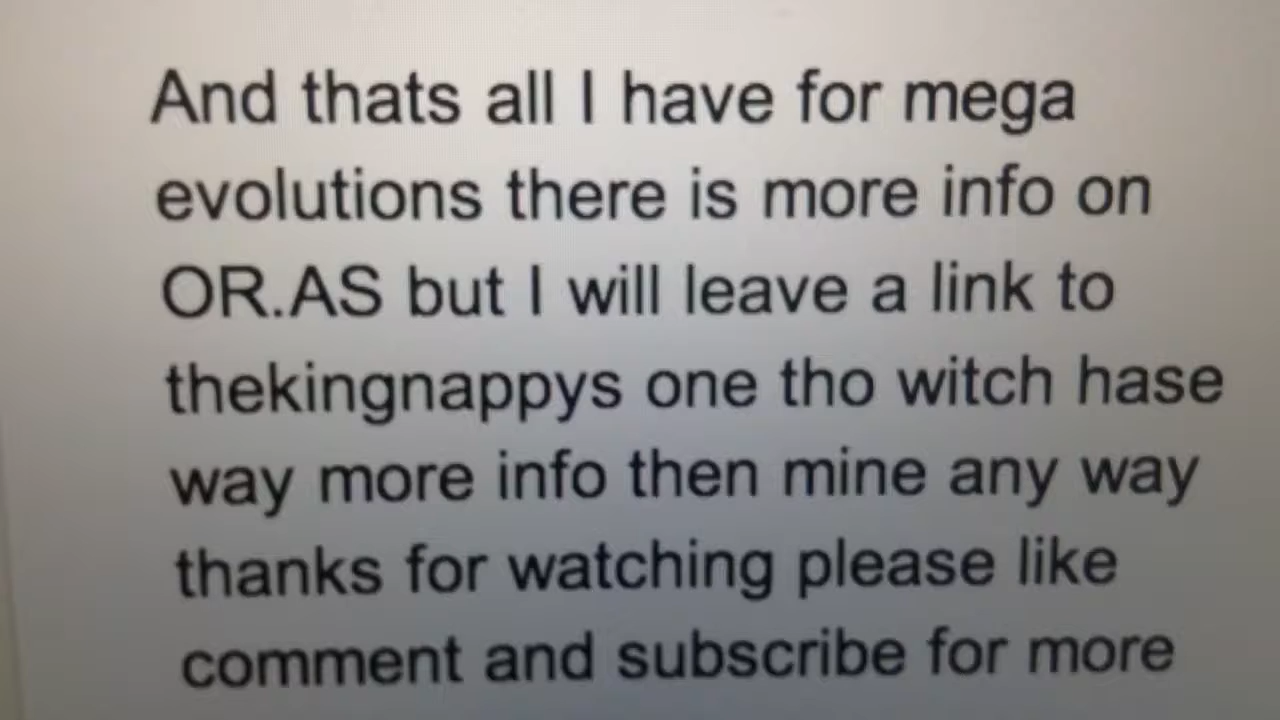 And thats all I have for mega
evolutions there is more info on
OR.AS but I will leave a link to
thekingnappys one tho witch hase
way more info then mine any way
thanks for watching please like
comment and subscribe for more